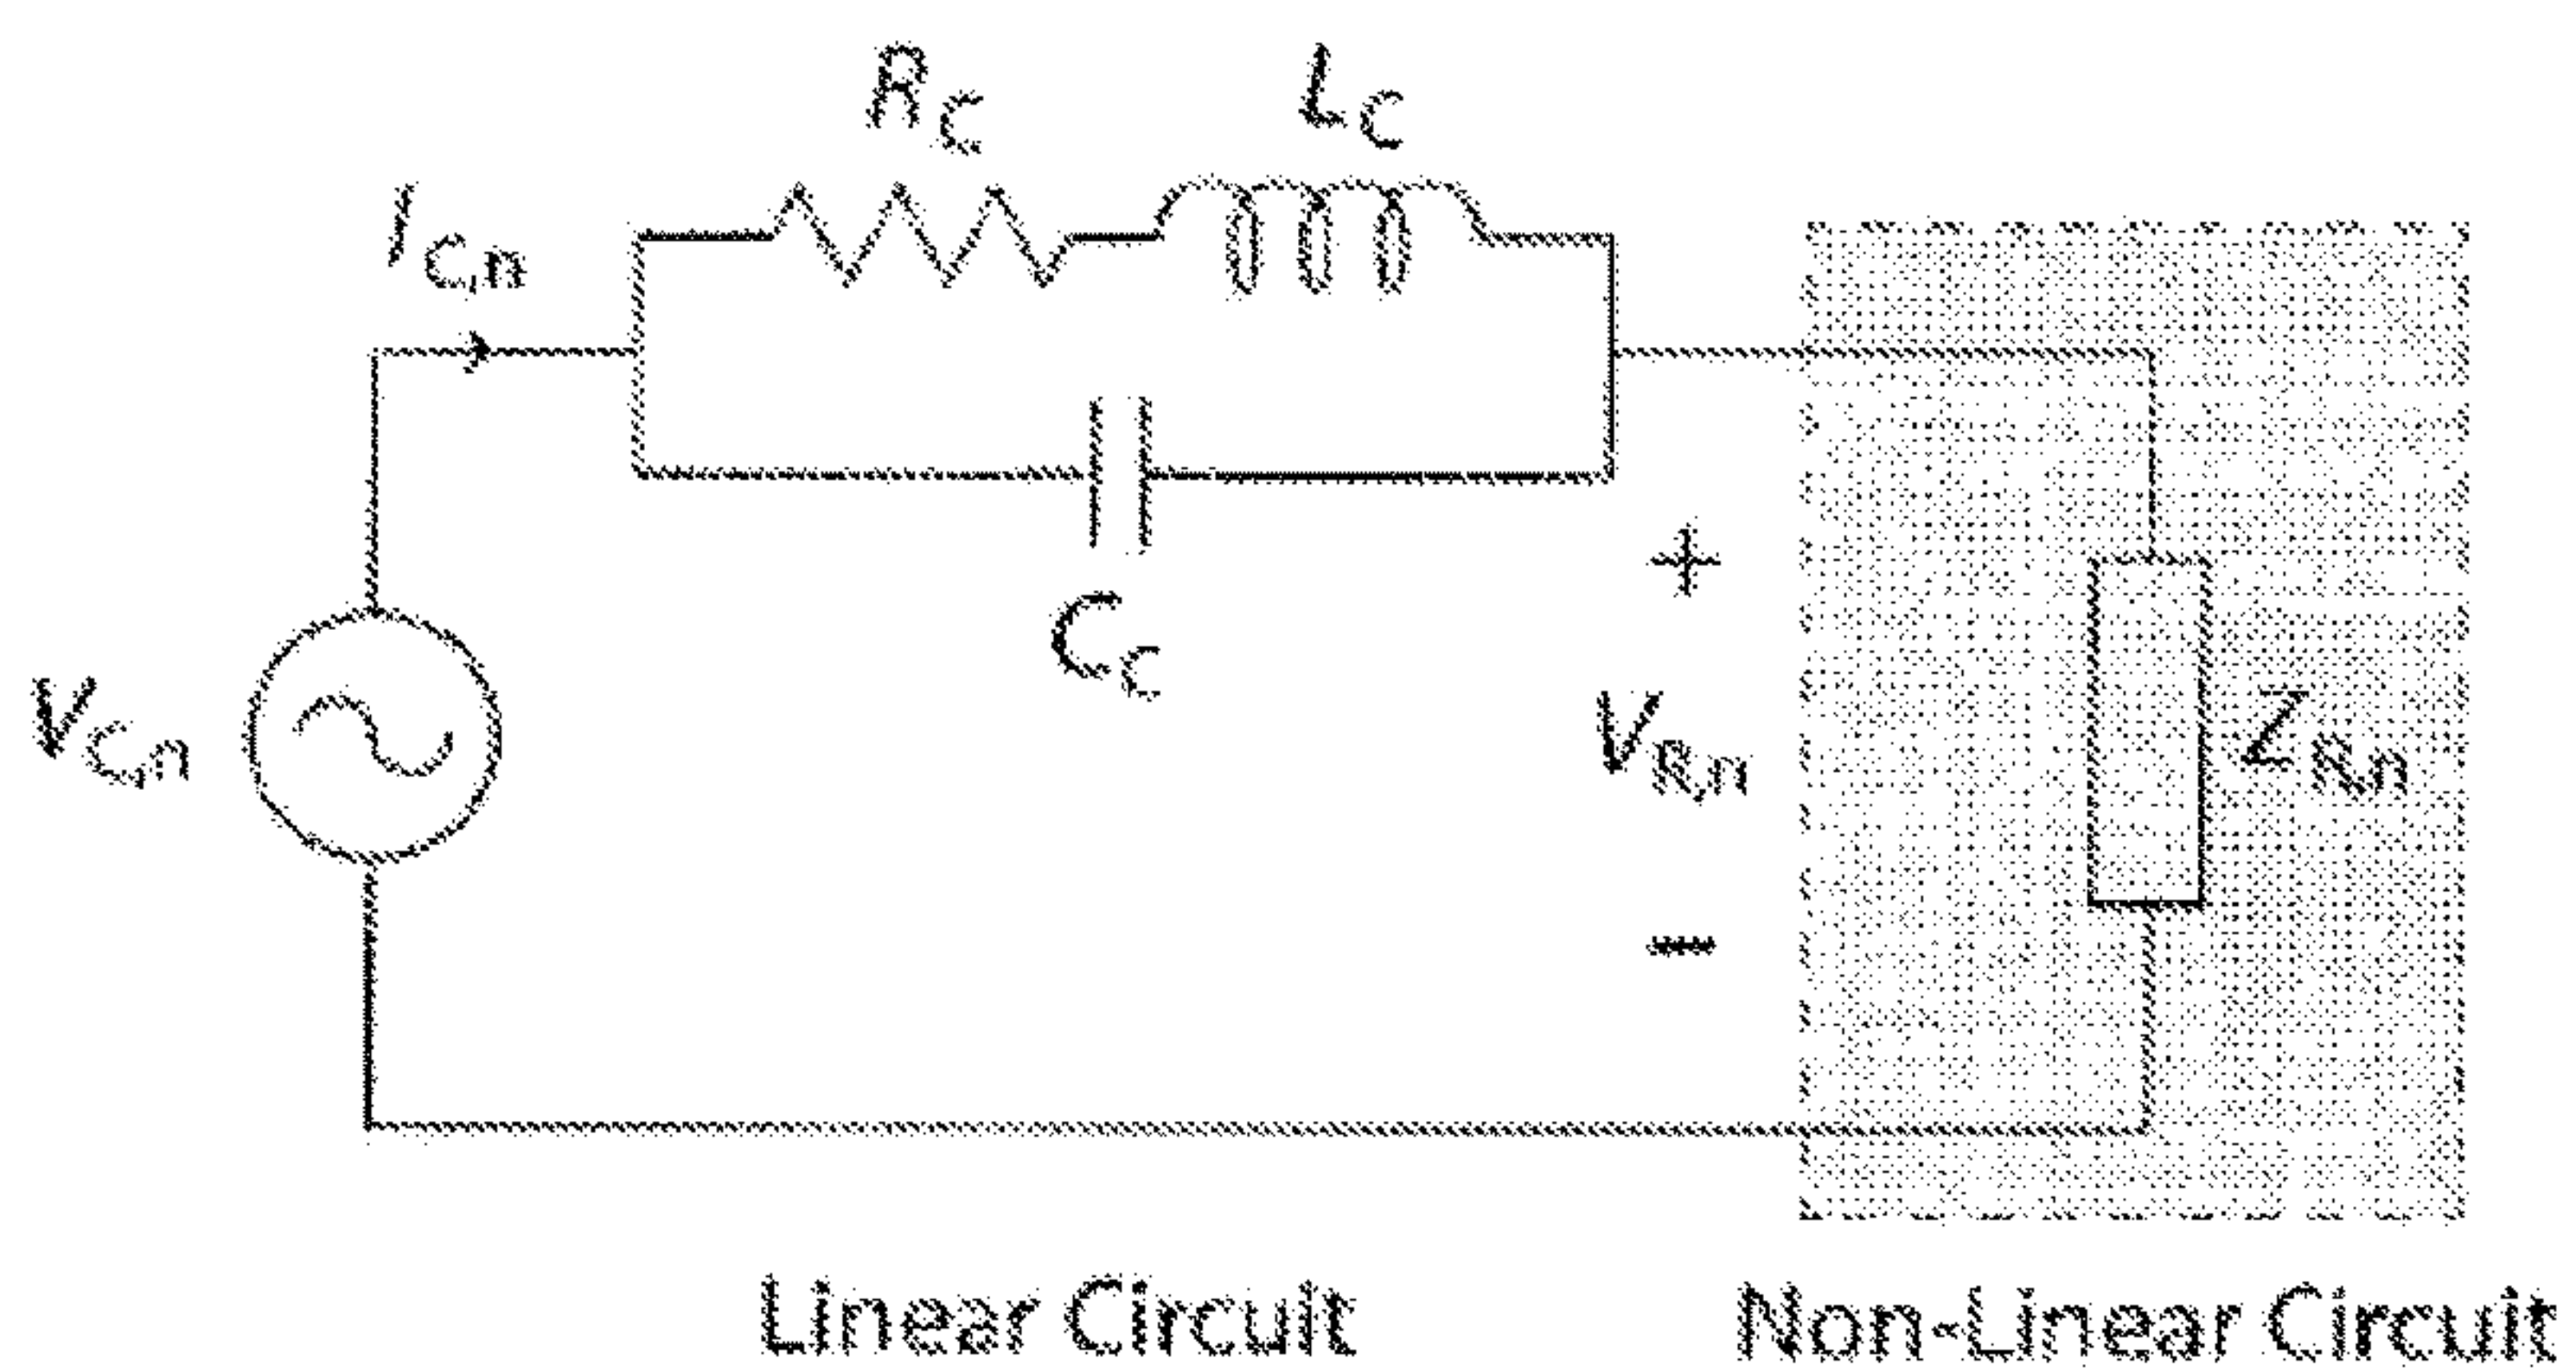 R_C
L_C
I_C,n
C_C
+
V_C,n
V_R,n
Z_R,n
−
Linear Circuit
Non-Linear Circuit